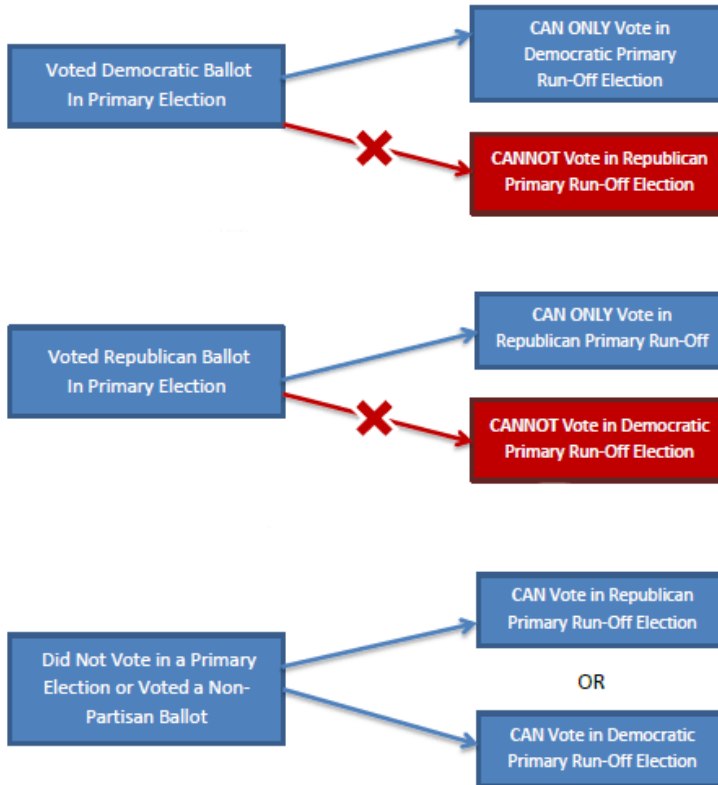 Voted Democratic Ballot
In Primary Election
CAN ONLY Vote in
Democratic Primary
Run-Off Election
CANNOT Vote in Republican
Primary Run-Off Election
Voted Republican Ballot
In Primary Election
CAN ONLY Vote in
Republican Primary Run-Off
CANNOT Vote in Democratic
Primary Run-Off Election
Did Not Vote in a Primary
Election or Voted a Non-
Partisan Ballot
CAN Vote in Republican
Primary Run-Off Election
OR
CAN Vote in Democratic
Primary Run-Off Election